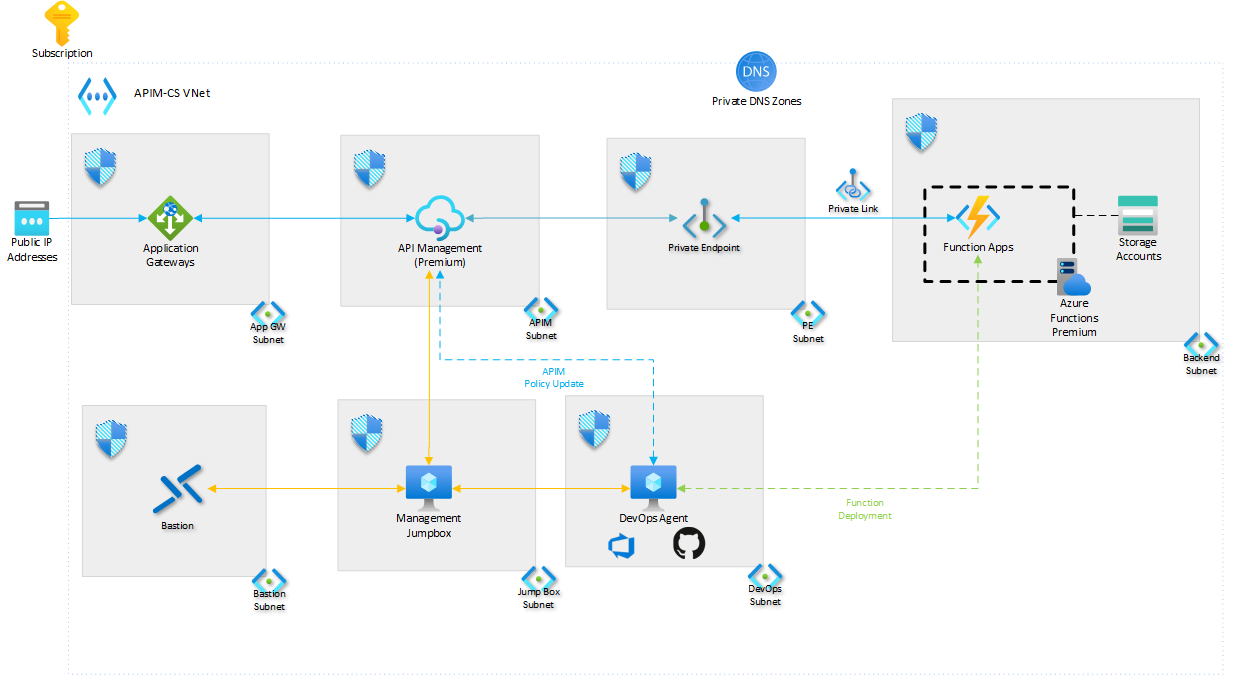 Subscription
APIM-CS VNet
DNS
Private DNS Zones
Public IP
Addresses
Application
Gateways
API Management
(Premium)
Private Endpoint
Private Link
Function Apps
Storage
Accounts
Azure
Functions
Premium
App GW
Subnet
APIM
Subnet
PE
Subnet
Backend
Subnet
APIM
Policy Update
Bastion
Management
Jumpbox
DevOps Agent
Function
Deployment
Bastion
Subnet
Jump Box
Subnet
DevOps
Subnet